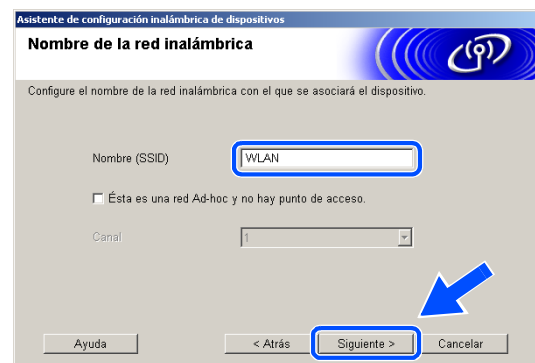 Asistente de configuración inalámbrica de dispositivos
Nombre de la red inalámbrica
Configure el nombre de la red inalámbrica con el que se asociará el dispositivo.
Nombre (SSID)
WLAN
Ésta es una red Ad-hoc y no hay punto de acceso.
Canal
1
Ayuda
< Atrás
Siguiente >
Cancelar